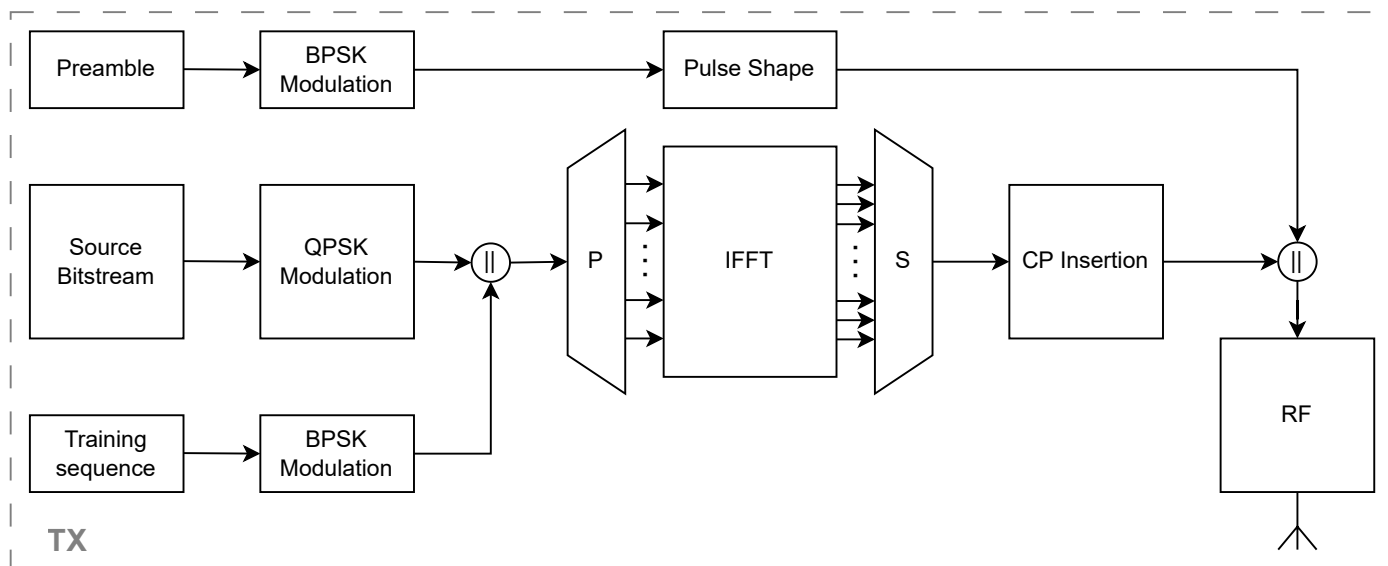 Preamble
BPSK
Modulation
Pulse Shape
Source
Bitstream
QPSK
Modulation
||
P
IFFT
S
CP Insertion
||
Training
sequence
BPSK
Modulation
RF
TX